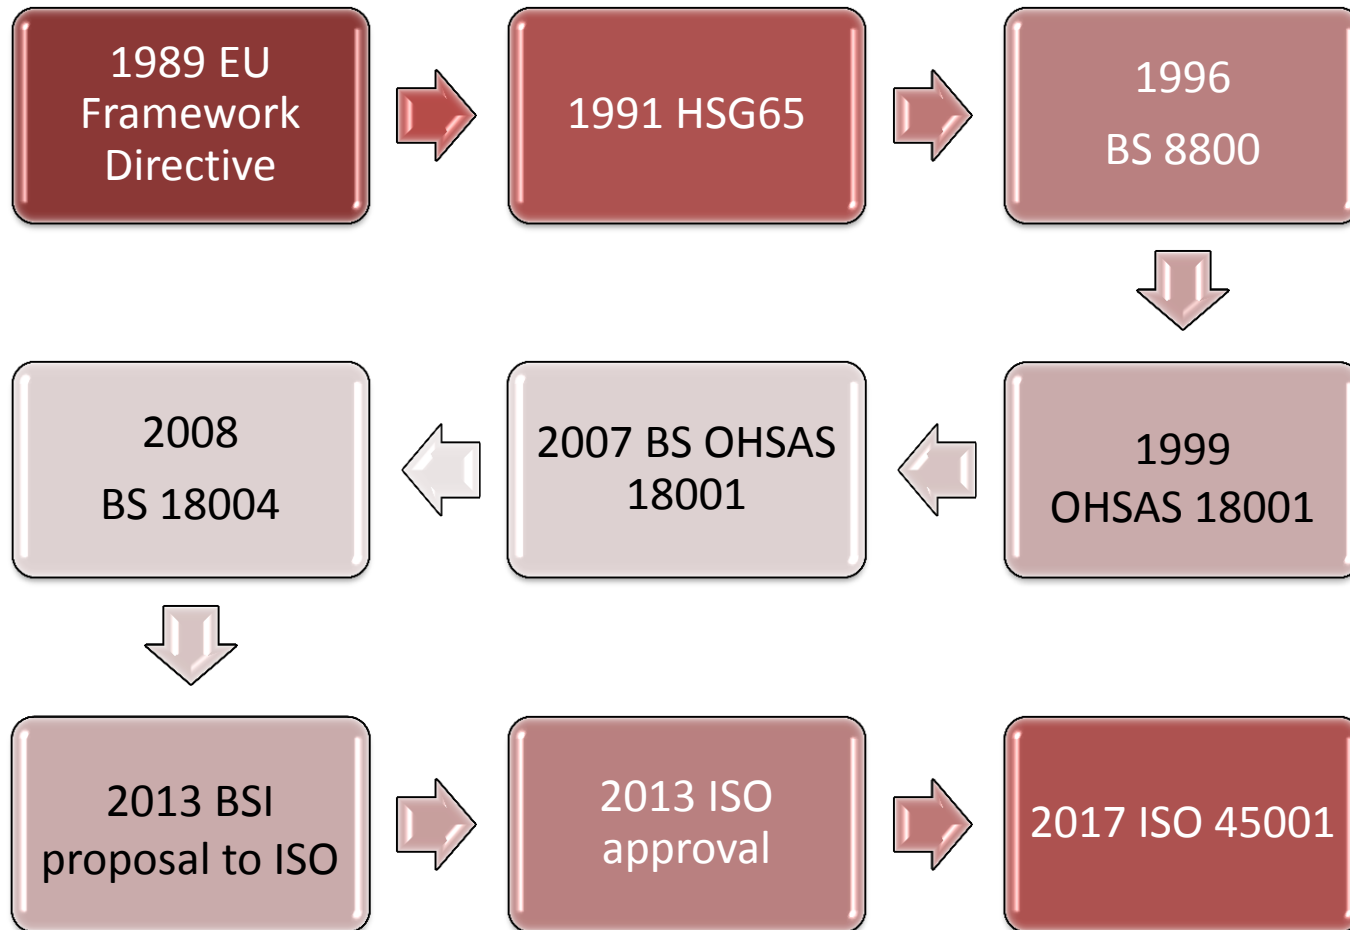 1989 EU
Framework
Directive
1991 HSG65
1996
BS 8800
1999
OHSAS 18001
2007 BS OHSAS
18001
2008
BS 18004
2013 BSI
proposal to ISO
2013 ISO
approval
2017 ISO 45001